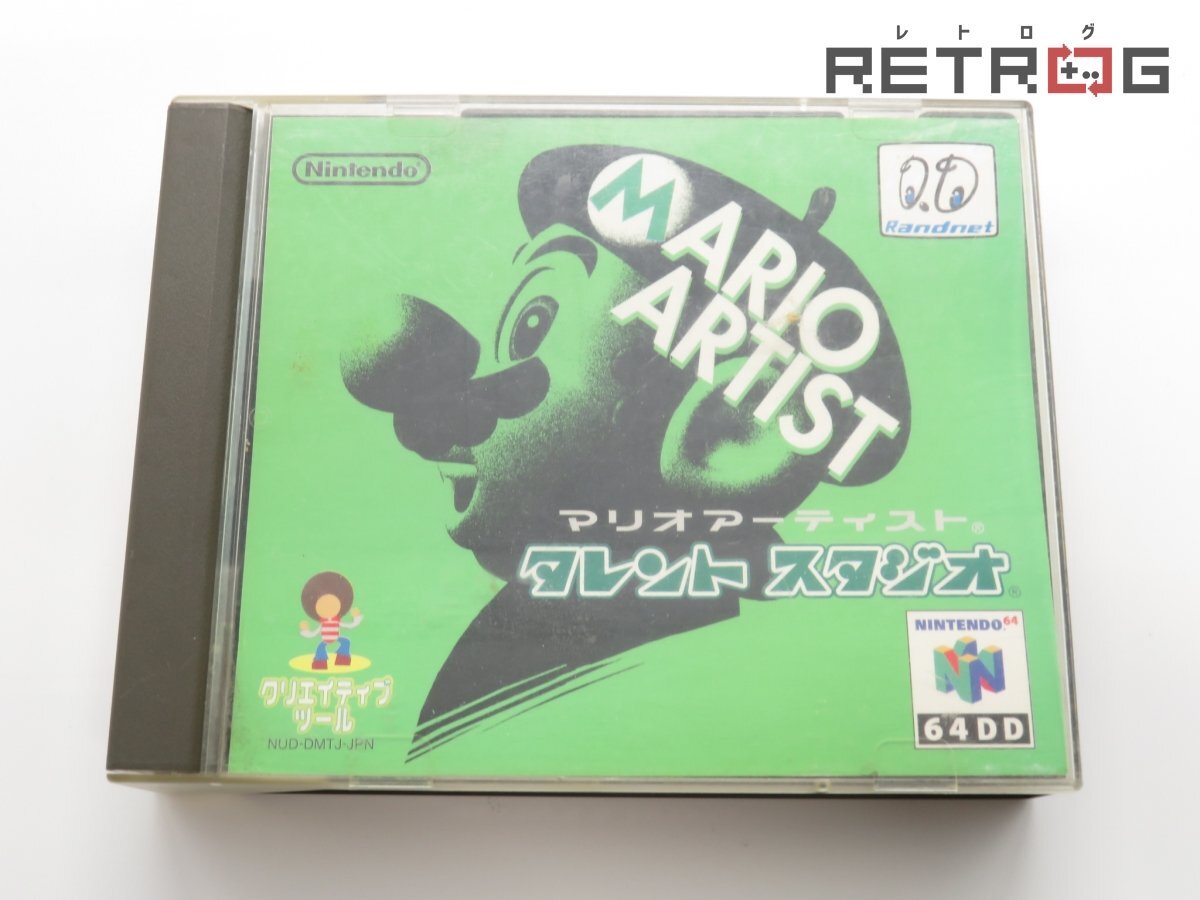 レトログ
RETROG
Nintendo®
Randnet
MARIO
ARTIST
マリオアーティスト®
タレント スタジオ®
クリエイティブ
ツール
NUD-DMTJ-JPN
NINTENDO 64
64DD